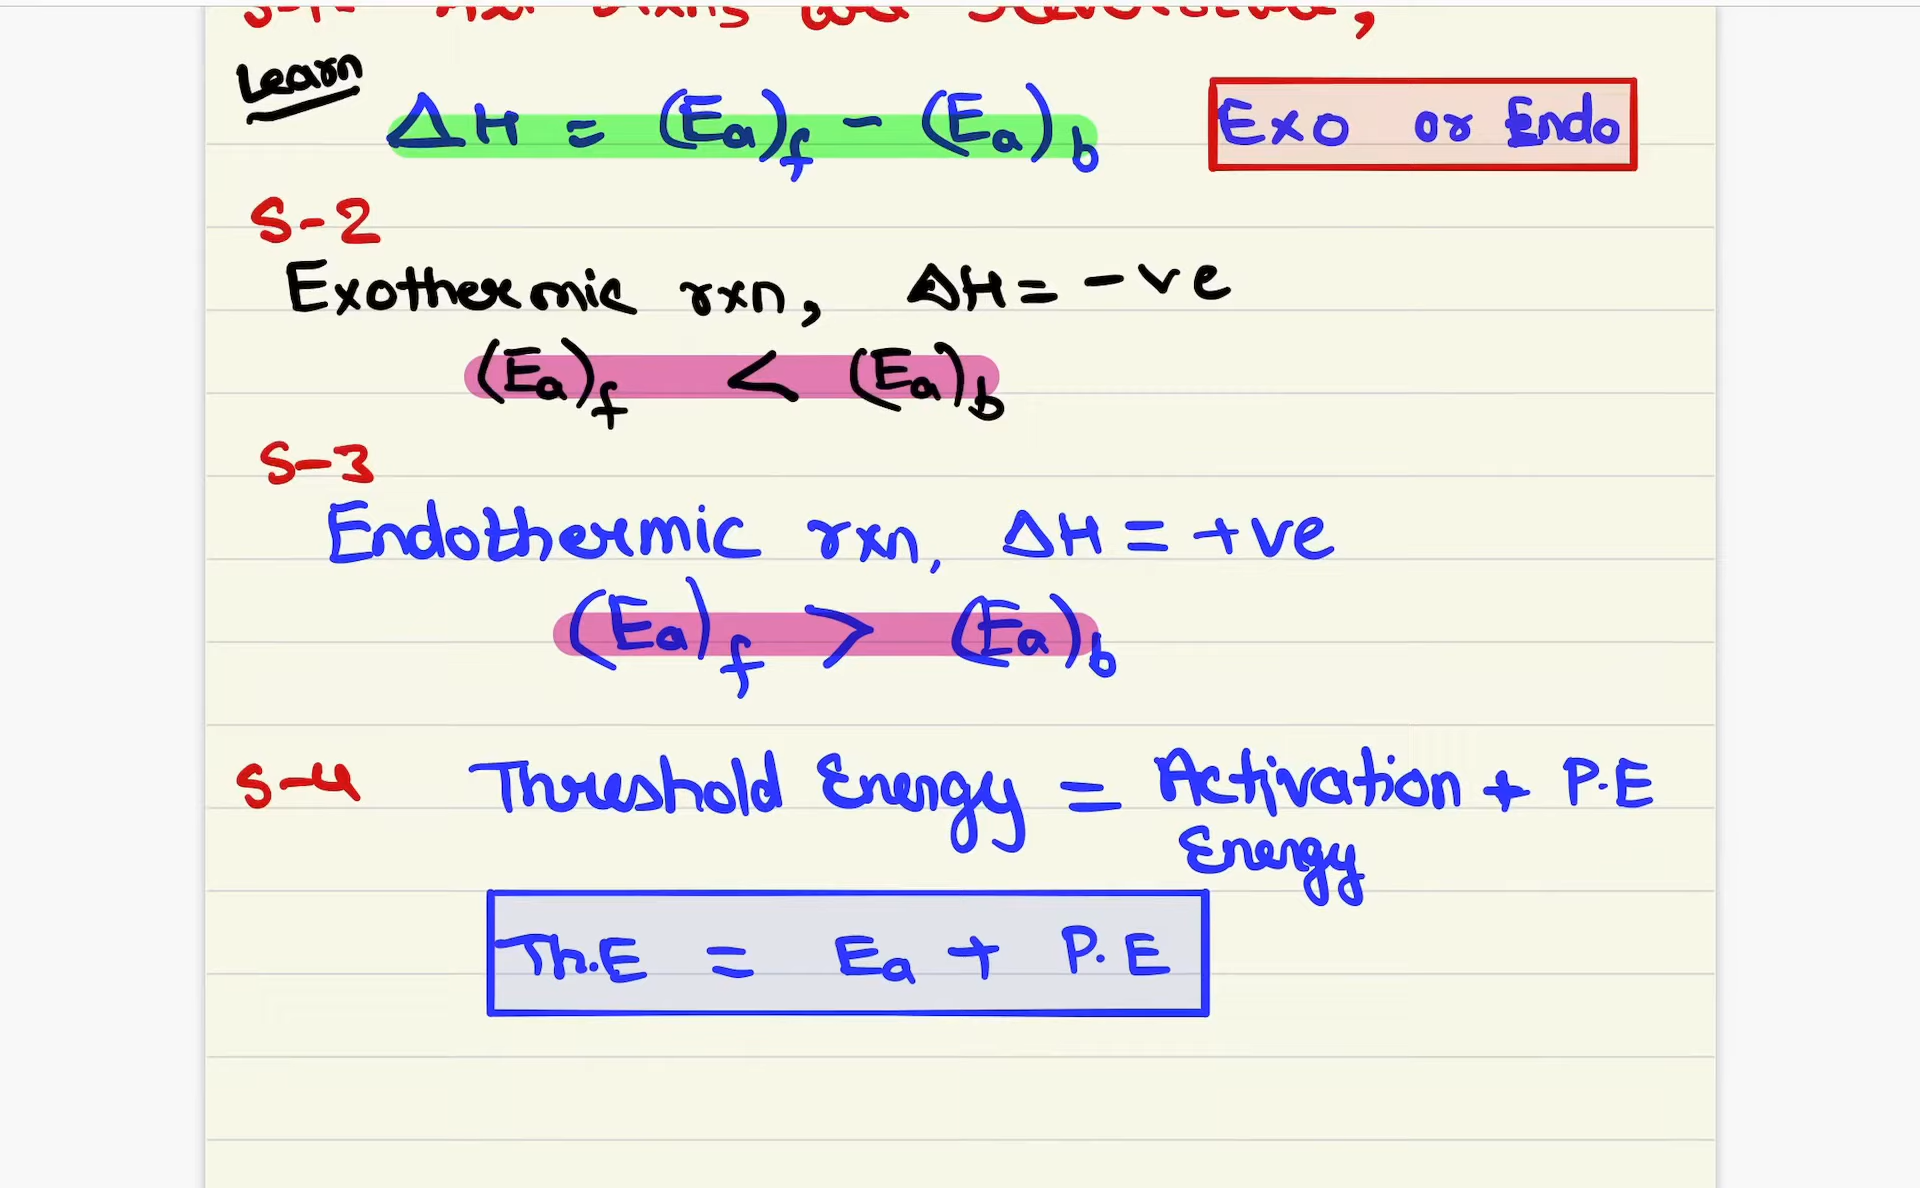 Learn
ΔH = (Ea)f - (Ea)b
Exo or Endo
S-2
Exothermic rxn, ΔH = -ve
(Ea)f < (Ea)b
S-3
Endothermic rxn, ΔH = +ve
(Ea)f > (Ea)b
S-4 Threshold Energy = Activation + P.E
Energy
Th.E = Ea + P.E